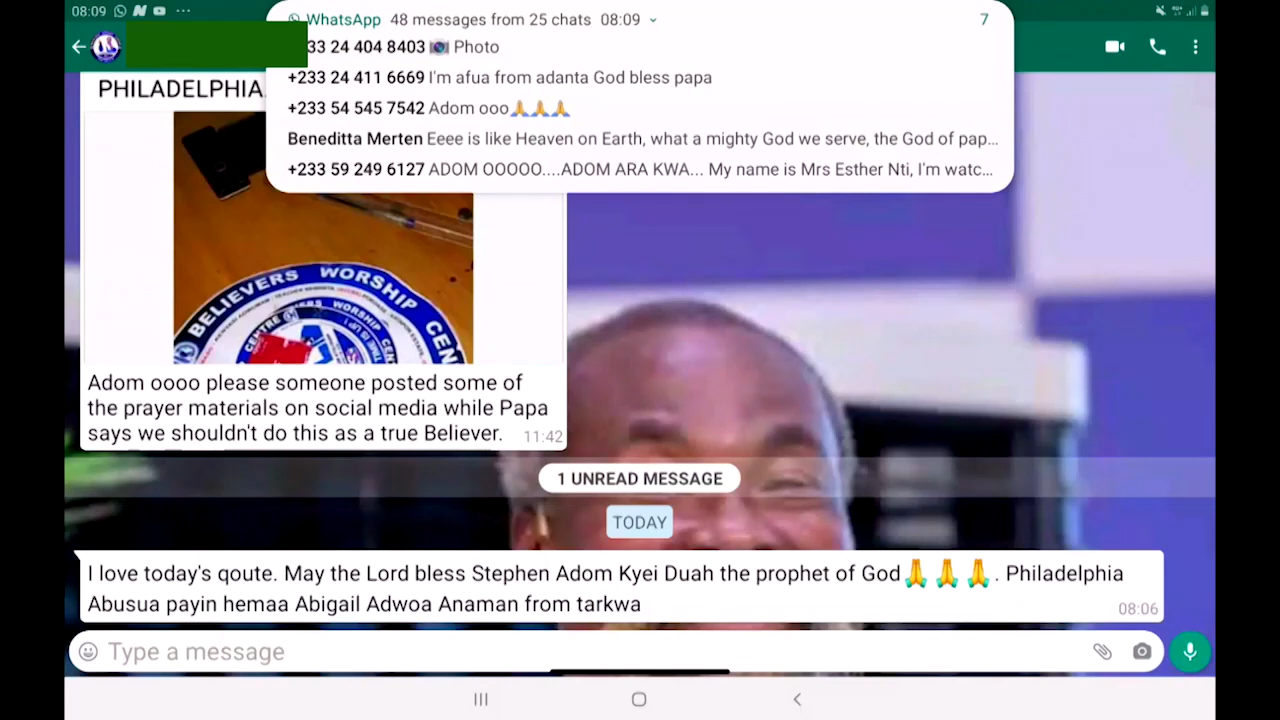 08:09
WhatsApp 48 messages from 25 chats 08:09
7
33 24 404 8403 Photo
+233 24 411 6669 I'm afua from adanta God bless papa
+233 54 545 7542 Adom ooo🙏🙏🙏
Beneditta Merten Eeee is like Heaven on Earth, what a mighty God we serve, the God of pap...
+233 59 249 6127 ADOM OOOOO....ADOM ARA KWA... My name is Mrs Esther Nti, I'm watc...
PHILADELPHIA
BELIEVERS WORSHIP CEN
CENTRE WORSHIP
Adom oooo please someone posted some of
the prayer materials on social media while Papa
says we shouldn't do this as a true Believer. 11:42
1 UNREAD MESSAGE
TODAY
I love today's qoute. May the Lord bless Stephen Adom Kyei Duah the prophet of God🙏🙏🙏. Philadelphia
Abusua payin hemaa Abigail Adwoa Anaman from tarkwa
08:06
Type a message